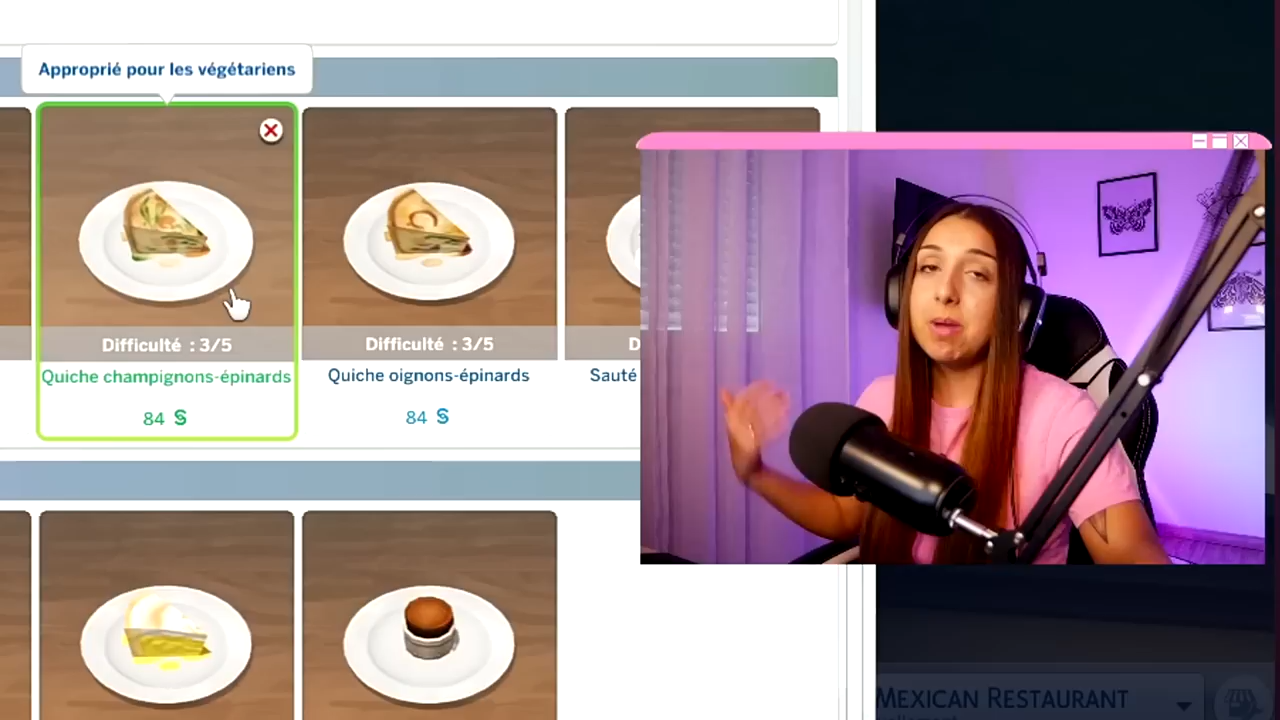 Approprié pour les végétariens
Difficulté : 3/5
Difficulté : 3/5
D
Quiche champignons-épinards
Quiche oignons-épinards
Sauté
84 S
84 S
MEXICAN RESTAURANT